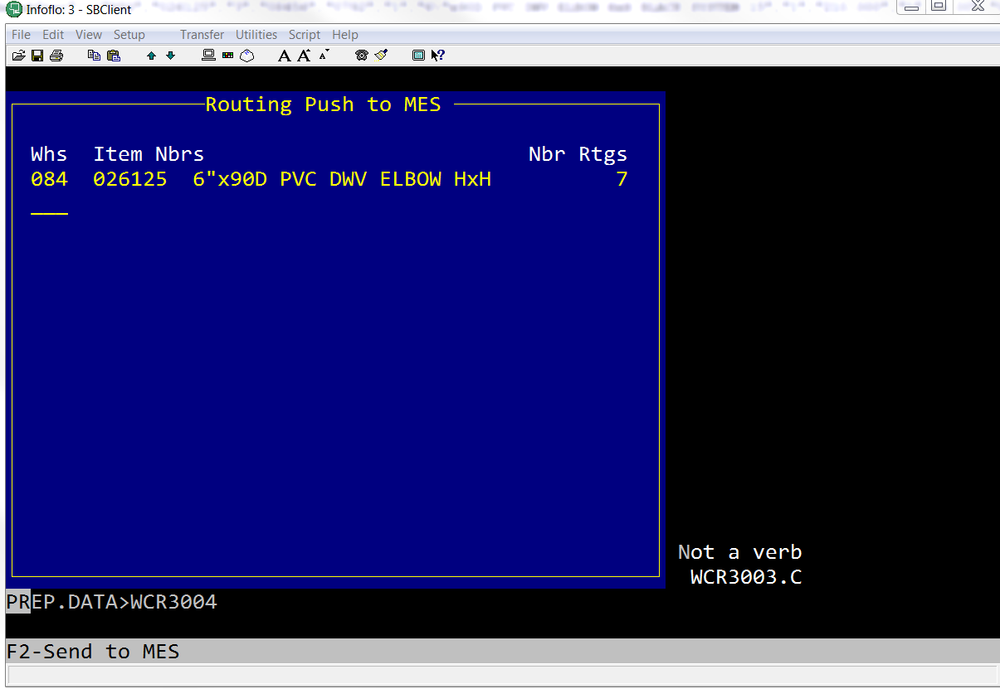 Infoflo: 3 - SBClient
File Edit View Setup Transfer Utilities Script Help
Routing Push to MES
Whs Item Nbrs Nbr Rtgs
084 026125 6"x90D PVC DWV ELBOW HxH 7
___
Not a verb
WCR3003.C
PREP.DATA>WCR3004
F2-Send to MES